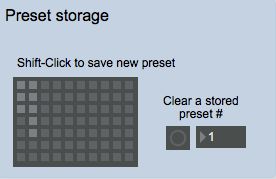 Preset storage
Shift-Click to save new preset
Clear a stored
preset #
1